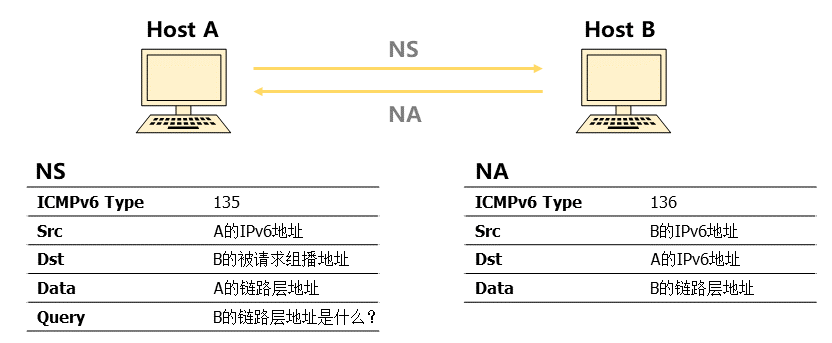 Host A
Host B
NS
NA
NS
ICMPv6 Type 135
Src A的IPv6地址
Dst B的被请求组播地址
Data A的链路层地址
Query B的链路层地址是什么?
NA
ICMPv6 Type 136
Src B的IPv6地址
Dst A的IPv6地址
Data B的链路层地址